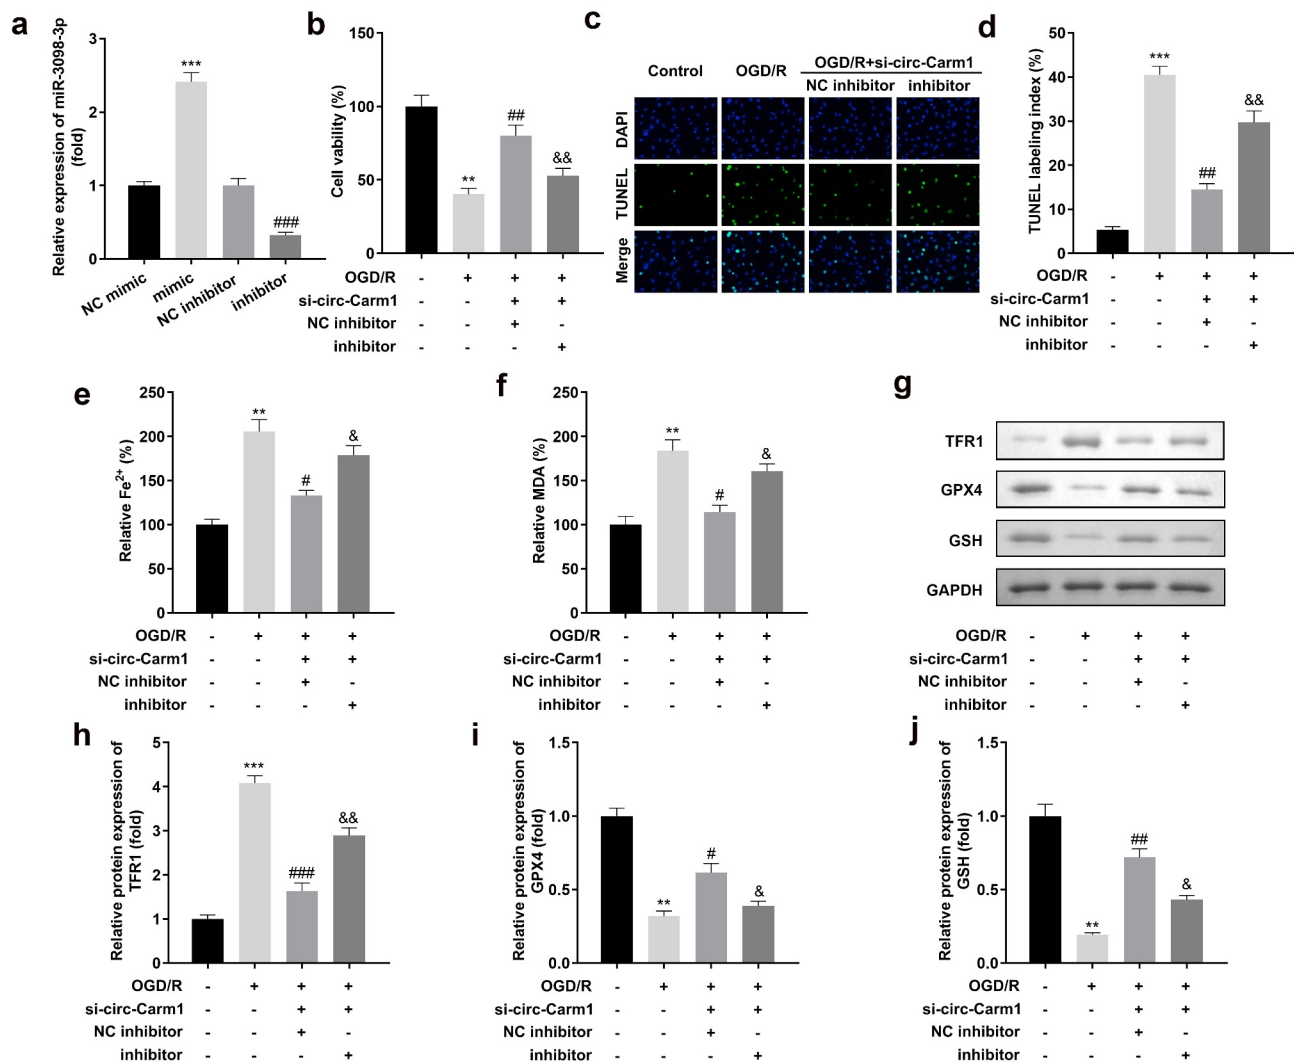 a
Relative expression of miR-3098-3p
(fold)
3
2
1
0
***
###
NC mimic
mimic
NC inhibitor
inhibitor
b
Cell vability (%)
150
100
50
0
**
##
&&
OGD/R - + + +
si-circ-Carm1 - - + +
NC inhibitor - - + -
inhibitor - - - +
c
Control
OGD/R
OGD/R+si-circ-Carm1
NC inhibitor
inhibitor
DAPI
TUNEL
Merge
d
TUNEL labeling index (%)
50
40
30
20
10
0
***
##
&&
OGD/R - + + +
si-circ-Carm1 - - + +
NC inhibitor - - + -
inhibitor - - - +
e
Relative Fe2+ (%)
250
200
150
100
50
0
**
#
&
OGD/R - + + +
si-circ-Carm1 - - + +
NC inhibitor - - + -
inhibitor - - - +
f
Relative MDA (%)
250
200
150
100
50
0
**
#
&
OGD/R - + + +
si-circ-Carm1 - - + +
NC inhibitor - - + -
inhibitor - - - +
g
TFR1
GPX4
GSH
GAPDH
OGD/R - + + +
si-circ-Carm1 - - + +
NC inhibitor - - + -
inhibitor - - - +
h
Relative protein expression of
TFR1 (fold)
5
4
3
2
1
0
***
###
&&
OGD/R - + + +
si-circ-Carm1 - - + +
NC inhibitor - - + -
inhibitor - - - +
i
Relative protein expression of
GPX4 (fold)
1.5
1.0
0.5
0.0
**
#
&
OGD/R - + + +
si-circ-Carm1 - - + +
NC inhibitor - - + -
inhibitor - - - +
j
Relative protein expression of
GSH (fold)
1.5
1.0
0.5
0.0
**
##
&
OGD/R - + + +
si-circ-Carm1 - - + +
NC inhibitor - - + -
inhibitor - - - +